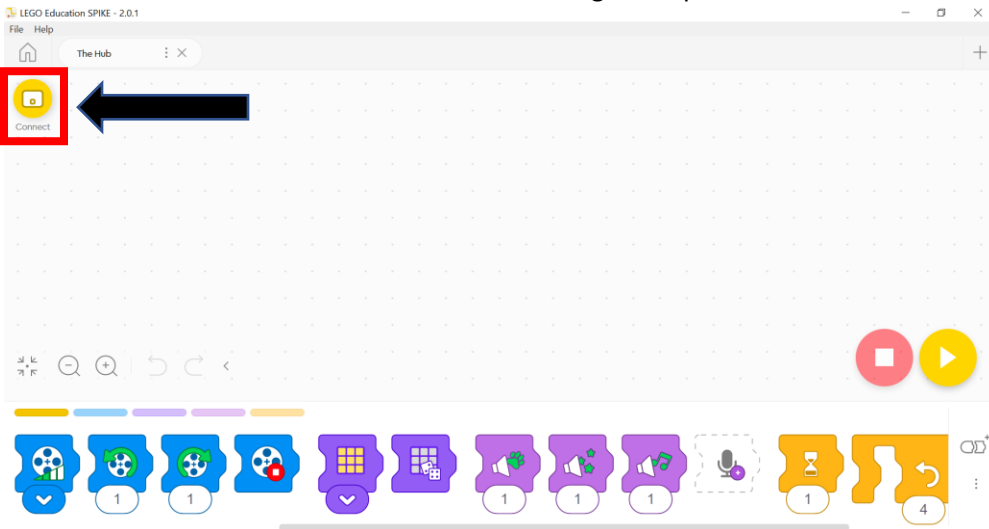 LEGO Education SPIKE - 2.0.1
File Help
The Hub
Connect
1 1 1 1 1 1
4